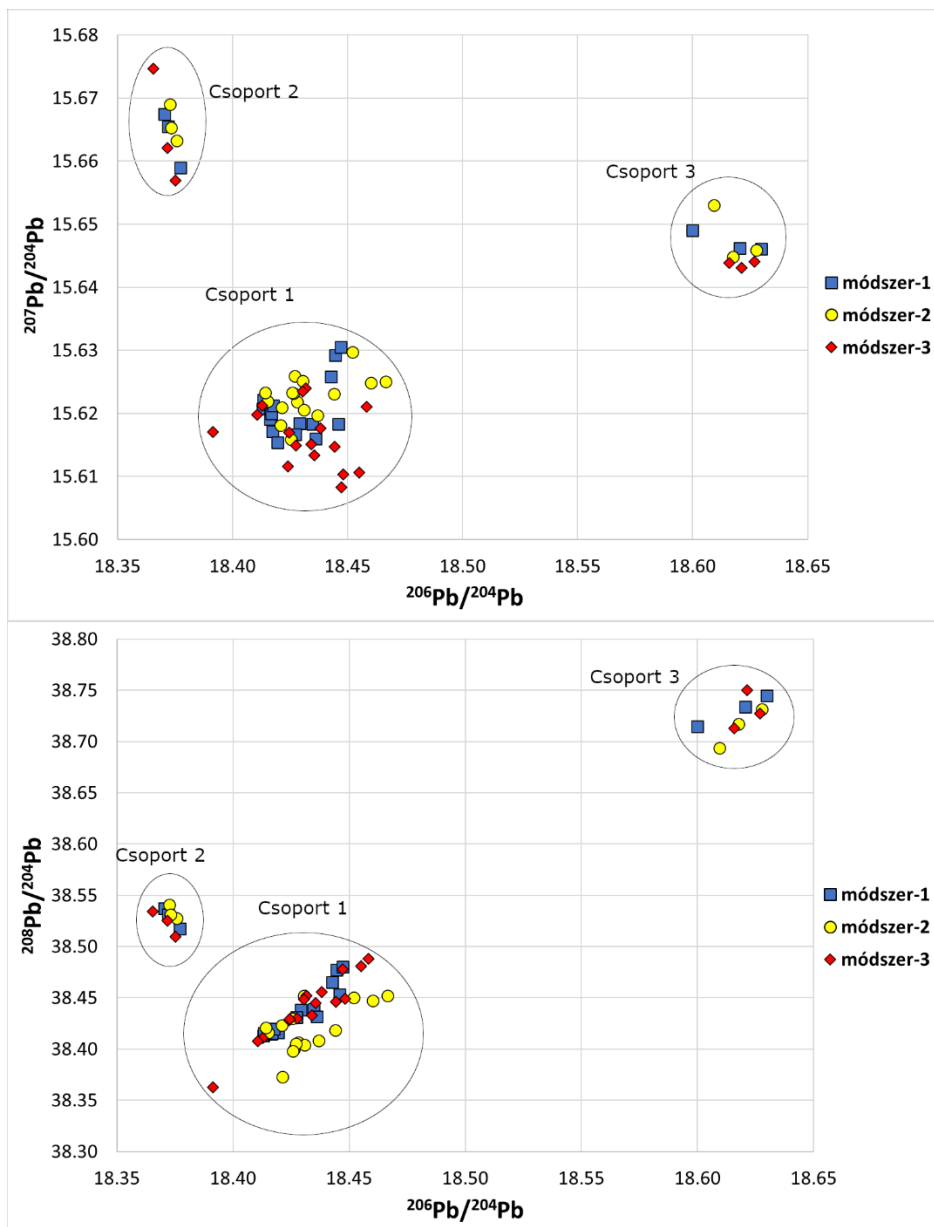 15.68
15.67
15.66
15.65
15.64
15.63
15.62
15.61
15.60
²⁰⁷Pb/²⁰⁴Pb
Csoport 2
Csoport 3
Csoport 1
módszer-1
módszer-2
módszer-3
18.35 18.40 18.45 18.50 18.55 18.60 18.65
²⁰⁶Pb/²⁰⁴Pb
38.80
38.75
38.70
38.65
38.60
38.55
38.50
38.45
38.40
38.35
38.30
²⁰⁸Pb/²⁰⁴Pb
Csoport 3
Csoport 2
Csoport 1
módszer-1
módszer-2
módszer-3
18.35 18.40 18.45 18.50 18.55 18.60 18.65
²⁰⁶Pb/²⁰⁴Pb